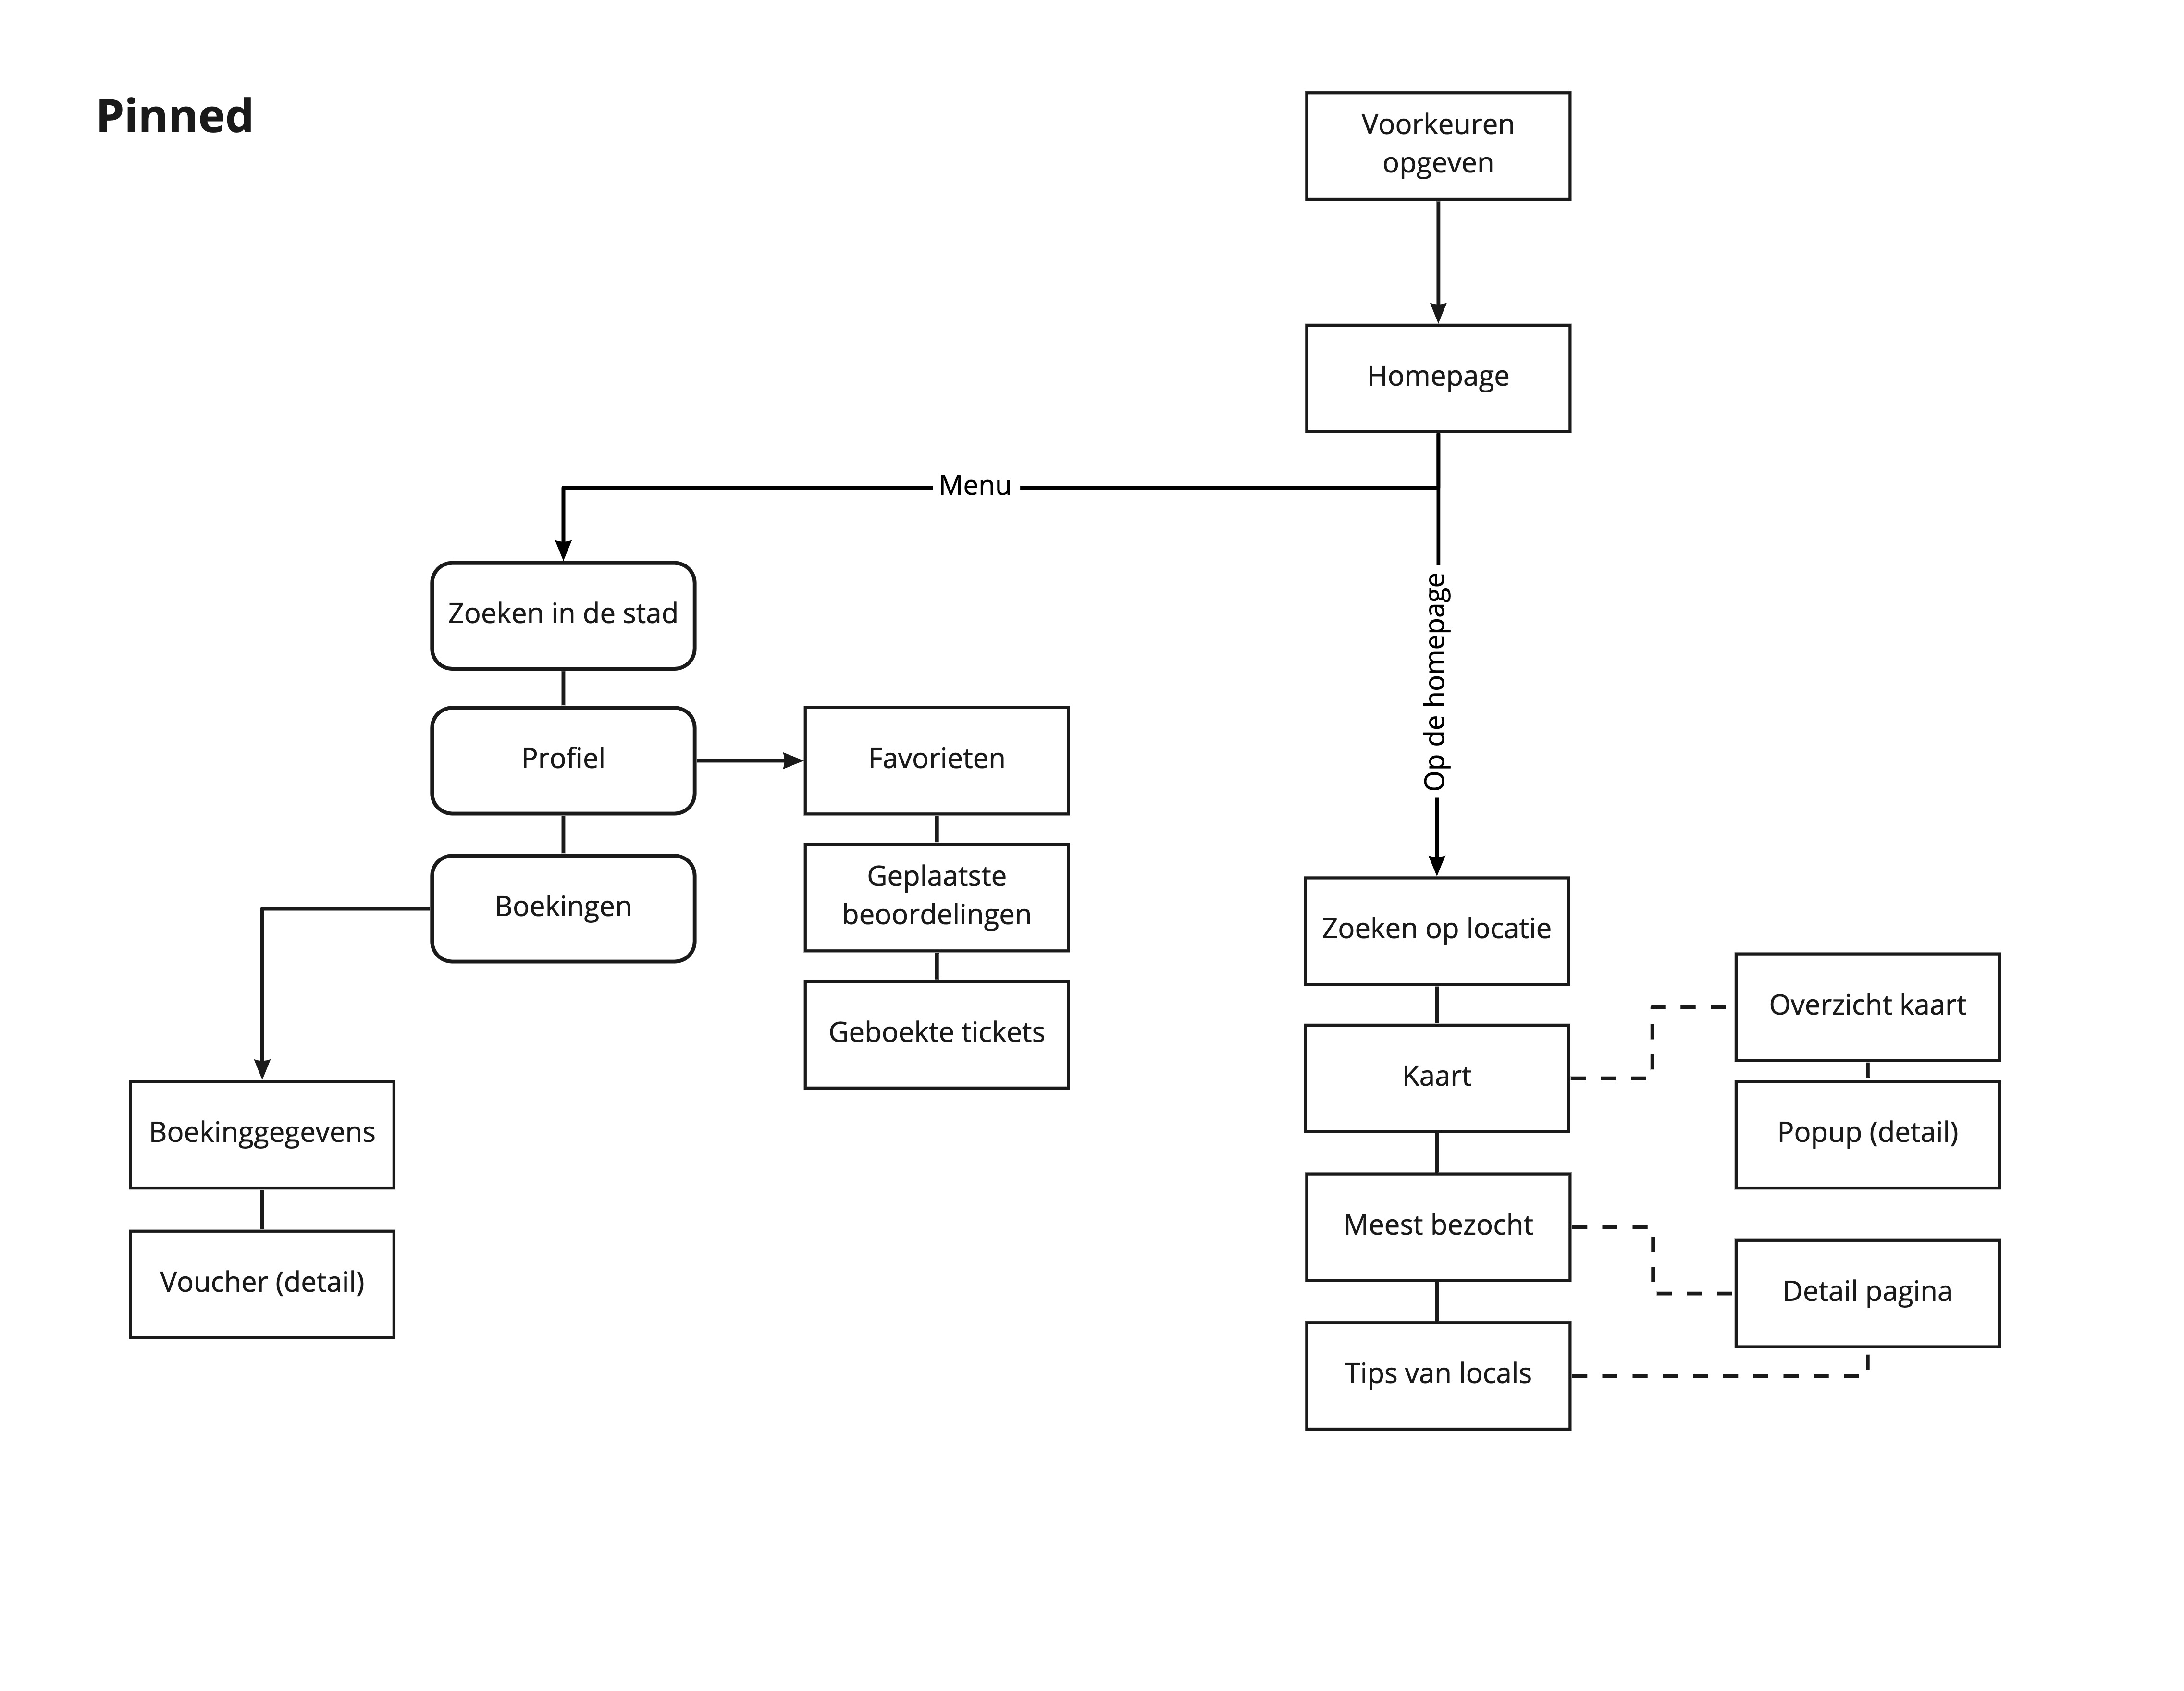 Pinned
Voorkeuren
opgeven
Homepage
Menu
Op de homepage
Zoeken in de stad
Profiel
Boekingen
Favorieten
Geplaatste
beoordelingen
Geboekte tickets
Boekinggegevens
Voucher (detail)
Zoeken op locatie
Kaart
Meest bezocht
Tips van locals
Overzicht kaart
Popup (detail)
Detail pagina